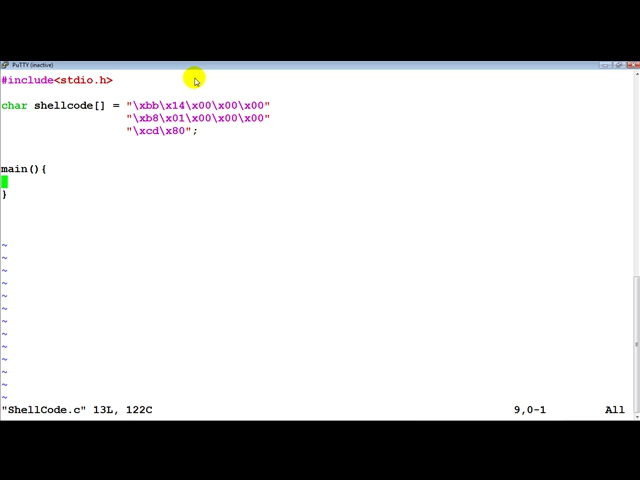 PuTTY (inactive)
#include<stdio.h>
char shellcode[] = "\xbb\x14\x00\x00\x00"
"\xb8\x01\x00\x00\x00"
"\xcd\x80";
main(){
}
~
~
~
~
~
~
~
~
~
~
~
~
~
"ShellCode.c" 13L, 122C 9,0-1 All